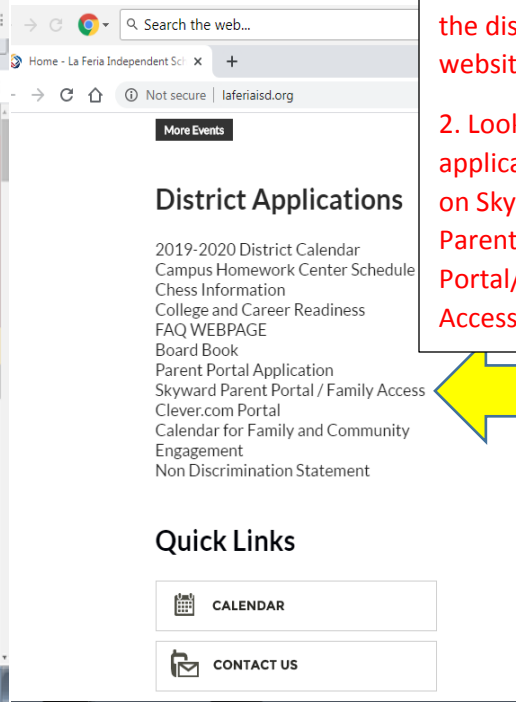 Search the web...
Home - La Feria Independent Sch
Not secure | laferiaisd.org
the dis
websit
2. Look
applica
on Sky
Parent
Portal/
Access
More Events
District Applications
2019-2020 District Calendar
Campus Homework Center Schedule
Chess Information
College and Career Readiness
FAQ WEBPAGE
Board Book
Parent Portal Application
Skyward Parent Portal / Family Access
Clever.com Portal
Calendar for Family and Community
Engagement
Non Discrimination Statement
Quick Links
CALENDAR
CONTACT US